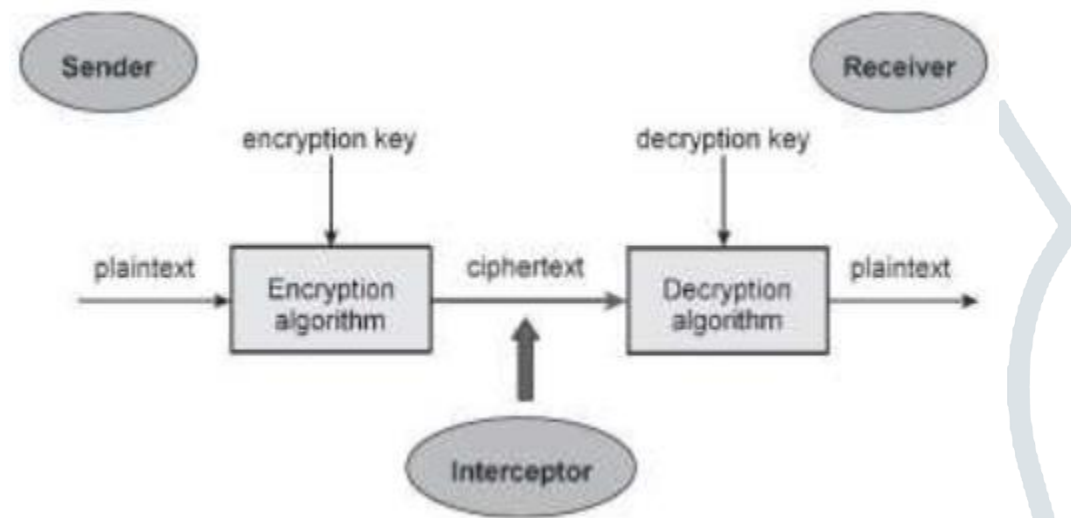 Sender
Receiver
encryption key
decryption key
plaintext
Encryption
algorithm
ciphertext
Decryption
algorithm
plaintext
Interceptor